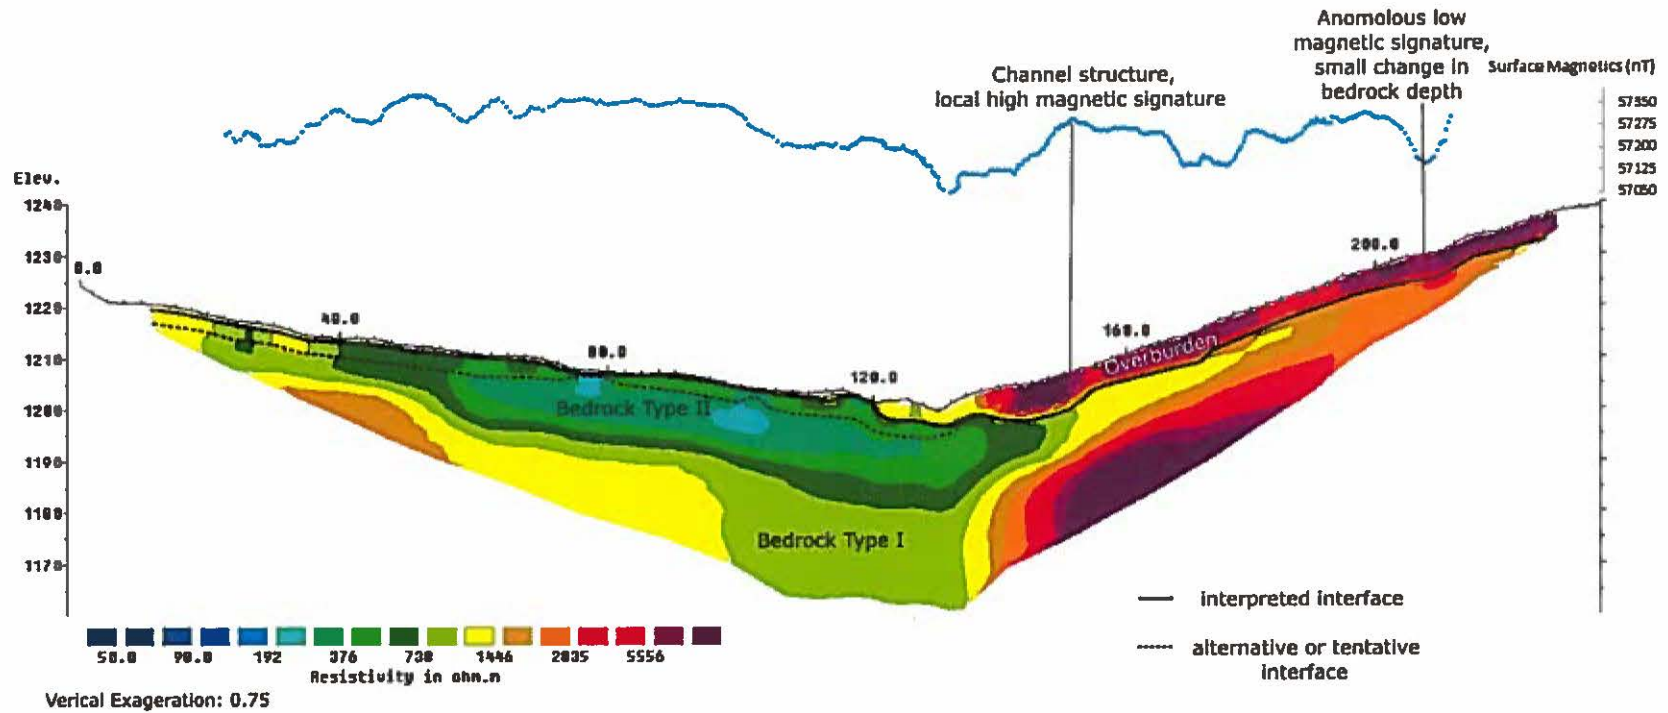 Anomolous low
magnetic signature,
small change in
bedrock depth
Surface Magnetics (nT)
Channel structure,
local high magnetic signature
57350
57275
57200
57125
57050
Elev.
1240
1230
1220
1210
1200
1190
1180
1170
0.0
40.0
80.0
120.0
160.0
200.0
Overburden
Bedrock Type II
Bedrock Type I
interpreted interface
alternative or tentative
interface
50.0 90.0 192 376 738 1446 2835 5556
Resistivity in ohm.m
Verical Exageration: 0.75